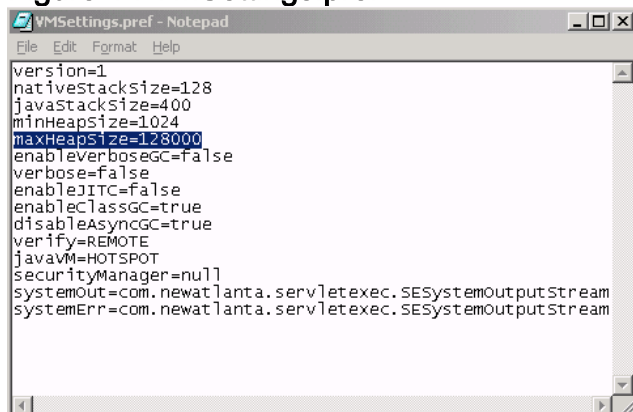 VMSettings.pref - Notepad
File Edit Format Help
version=1
nativeStackSize=128
javaStackSize=400
minHeapSize=1024
maxHeapSize=128000
enableVerboseGC=false
verbose=false
enableJITC=false
enableClassGC=true
disableAsyncGC=true
verify=REMOTE
javaVM=HOTSPOT
securityManager=null
systemOut=com.newatlanta.servletexec.SESystemOutputStream
systemErr=com.newatlanta.servletexec.SESystemOutputStream